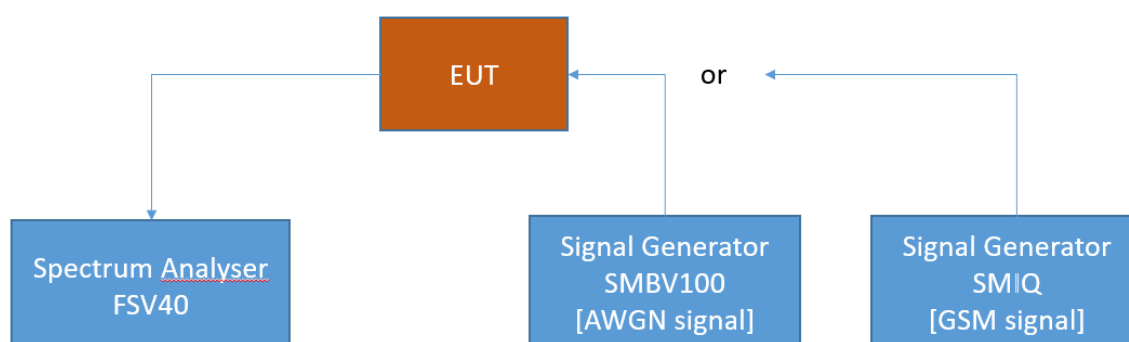 EUT
or
Spectrum Analyser
FSV40
Signal Generator
SMBV100
[AWGN signal]
Signal Generator
SMIQ
[GSM signal]